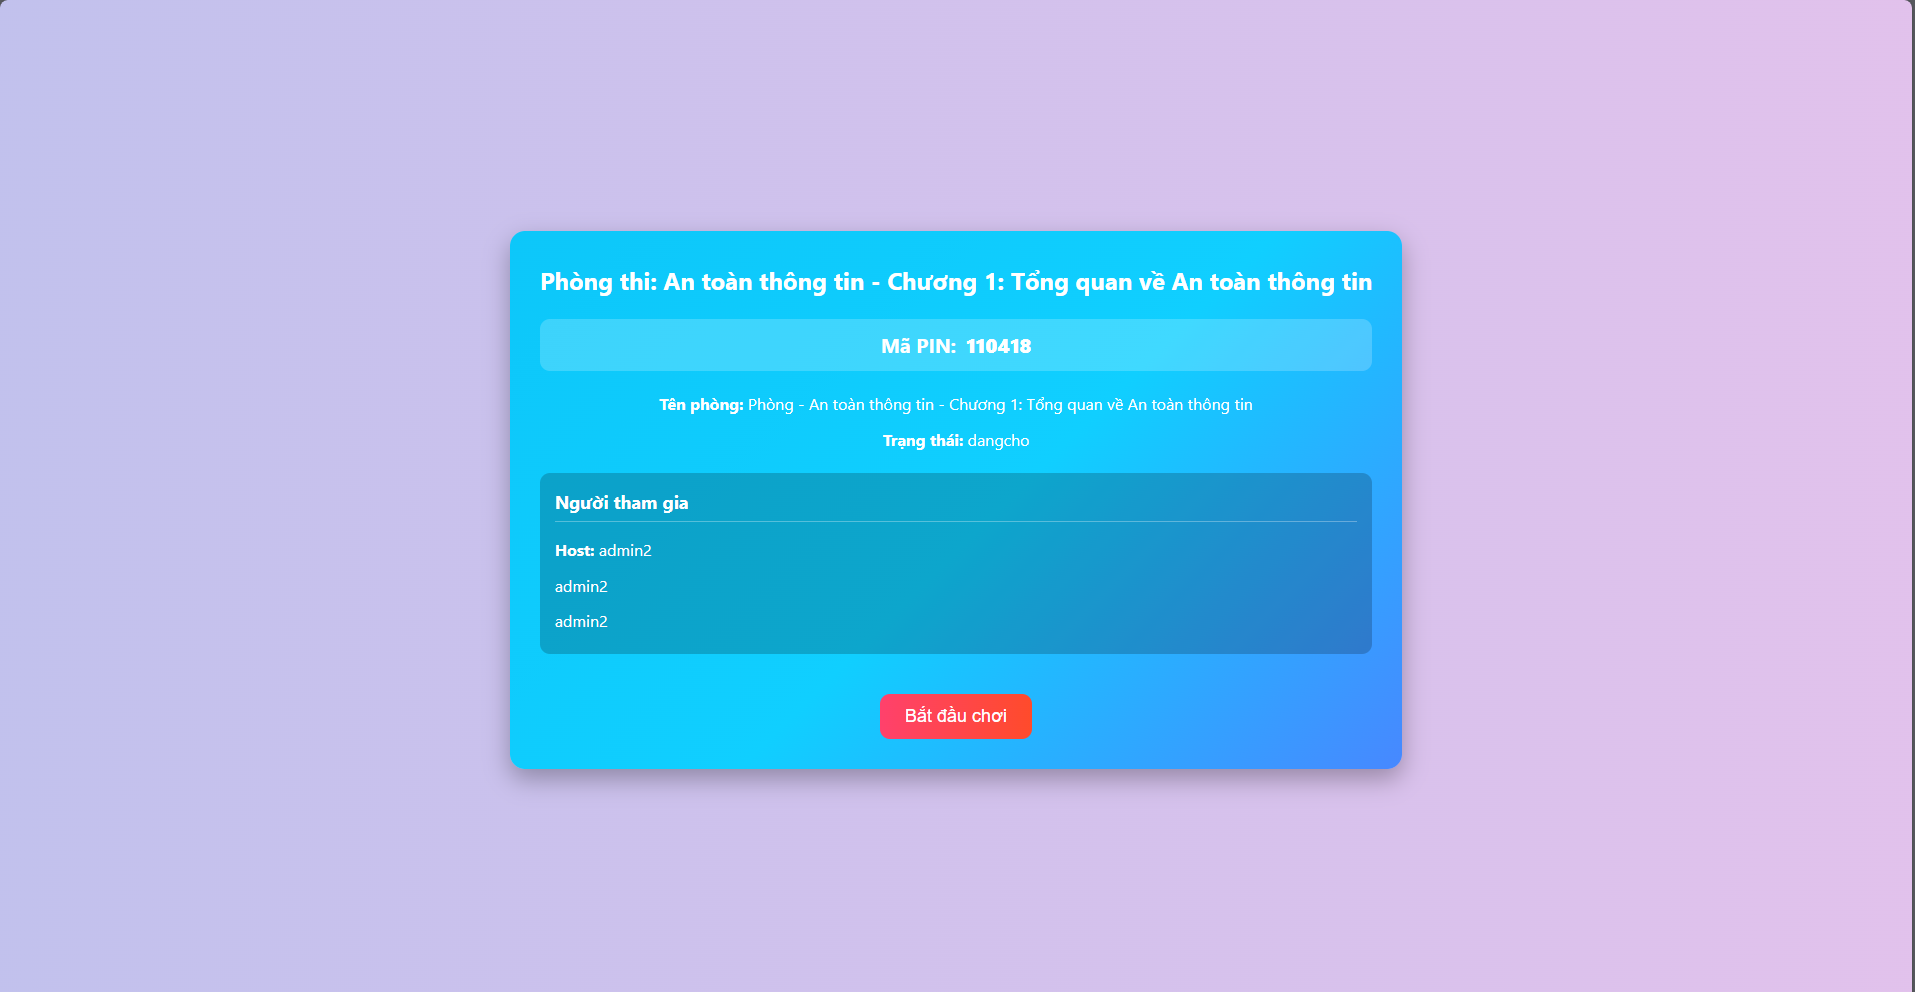 Phòng thi: An toàn thông tin - Chương 1: Tổng quan về An toàn thông tin
Mã PIN: 110418
Tên phòng: Phòng - An toàn thông tin - Chương 1: Tổng quan về An toàn thông tin
Trạng thái: dangcho
Người tham gia
Host: admin2
admin2
admin2
Bắt đầu chơi